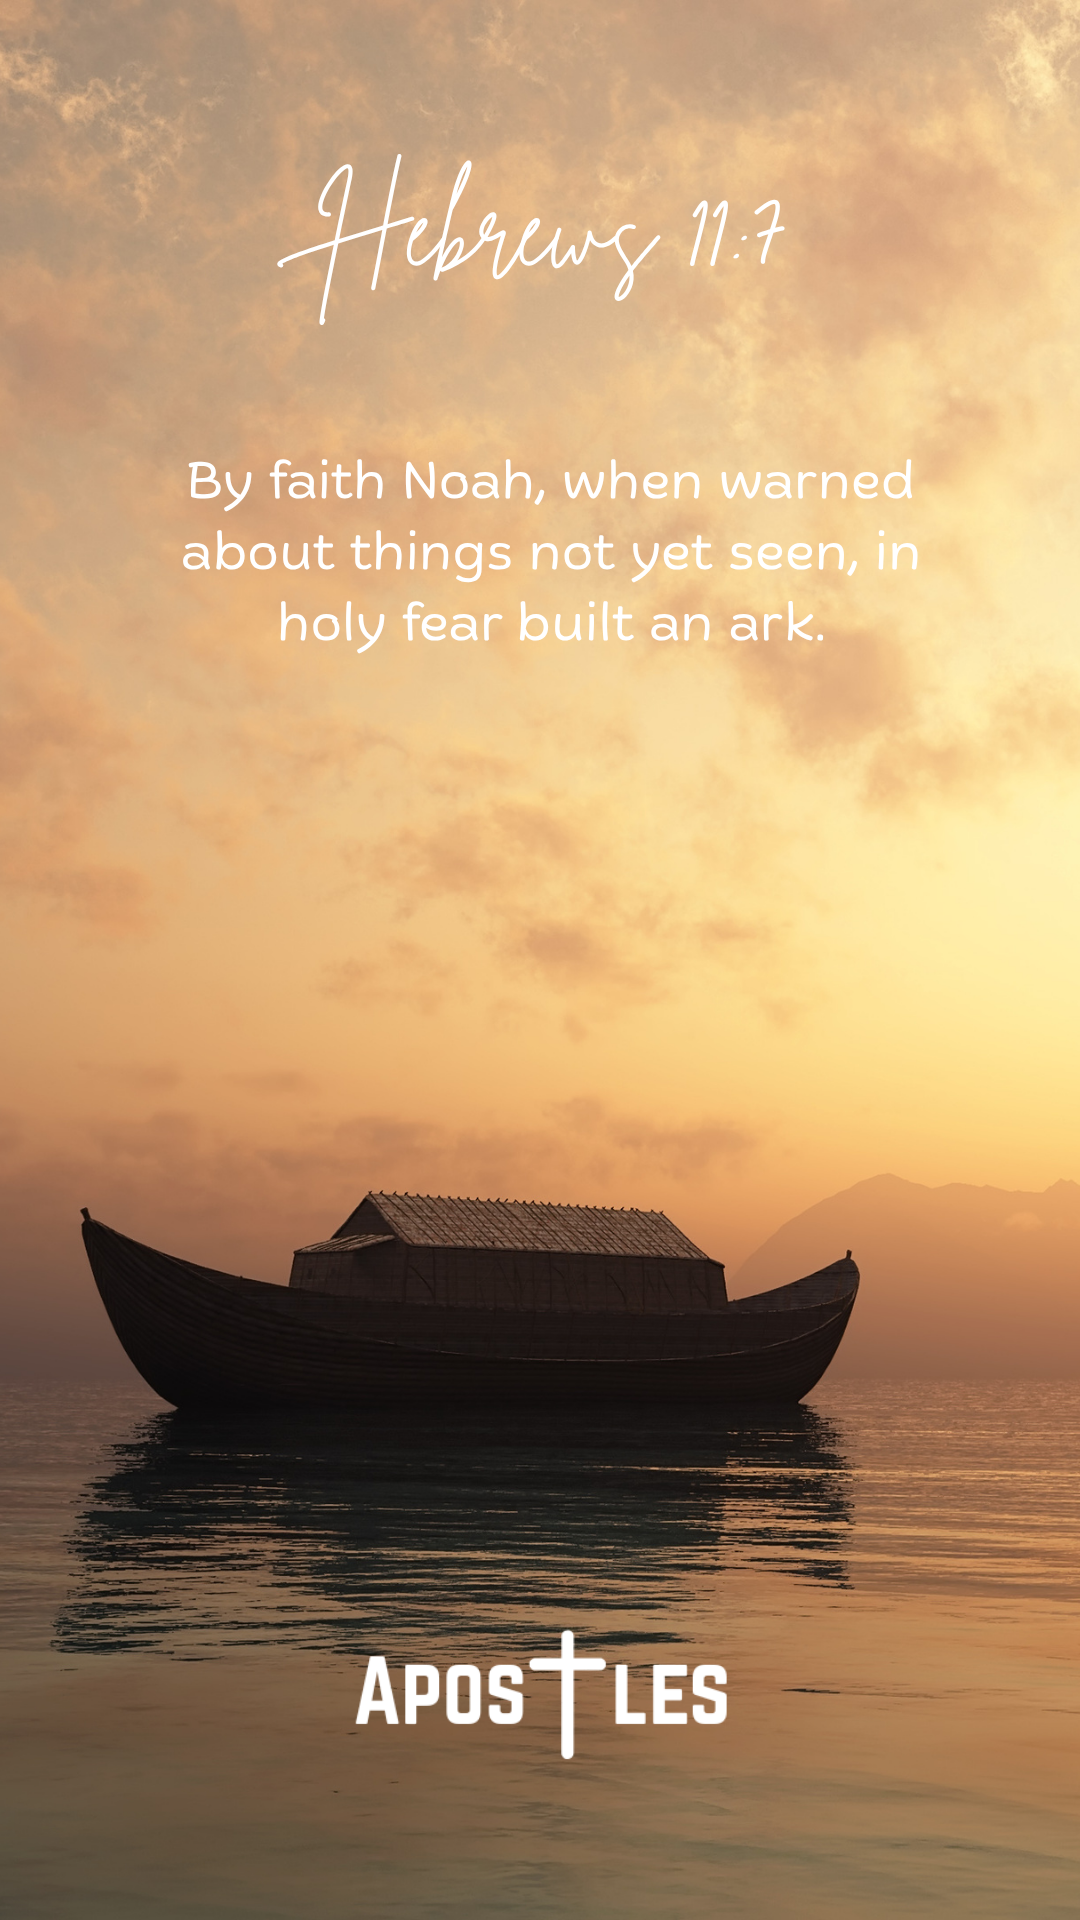 Hebrews 11:7
By faith Noah, when warned
about things not yet seen, in
holy fear built an ark.
APOSTLES